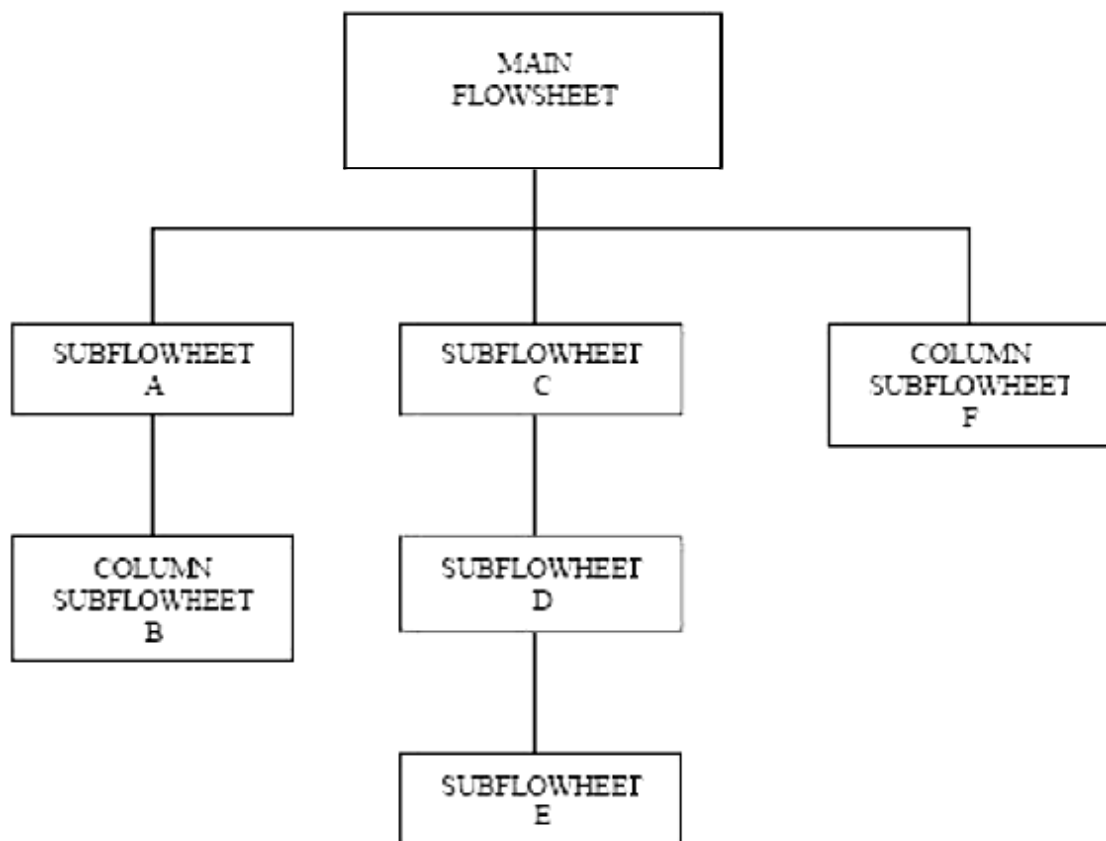 MAIN
FLOWSHEET
SUBFLOWHEET
A
SUBFLOWHEET
C
COLUMN
SUBFLOWHEET
F
COLUMN
SUBFLOWHEET
B
SUBFLOWHEET
D
SUBFLOWHEET
E